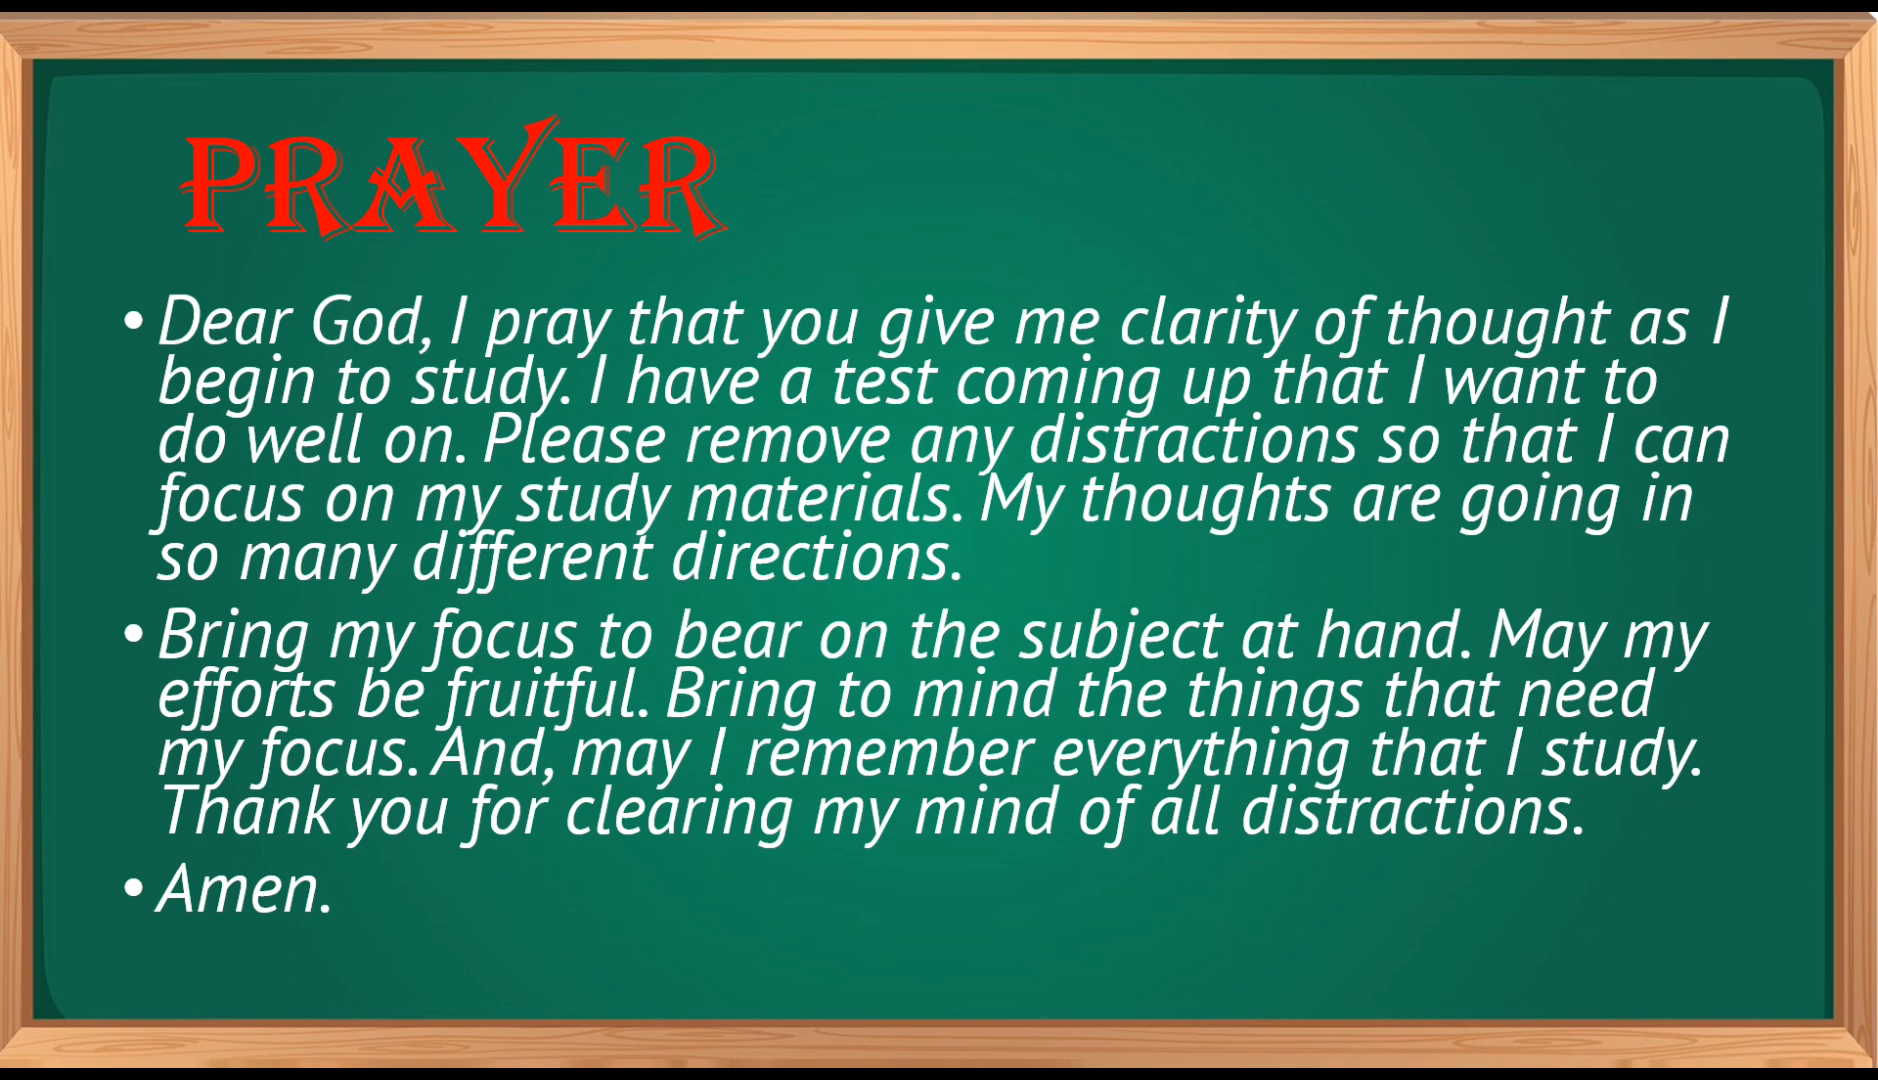 PRAYER
• Dear God, I pray that you give me clarity of thought as I
begin to study. I have a test coming up that I want to
do well on. Please remove any distractions so that I can
focus on my study materials. My thoughts are going in
so many different directions.
• Bring my focus to bear on the subject at hand. May my
efforts be fruitful. Bring to mind the things that need
my focus. And, may I remember everything that I study.
Thank you for clearing my mind of all distractions.
• Amen.